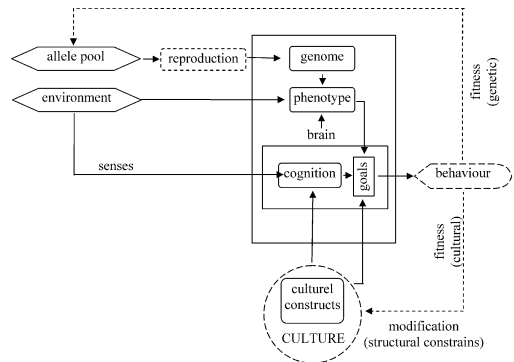 allele pool
reproduction
genome
fitness
(genetic)
environment
phenotype
brain
senses
cognition
goals
behaviour
fitness
(cultural)
culturel
constructs
CULTURE
modification
(structural constrains)